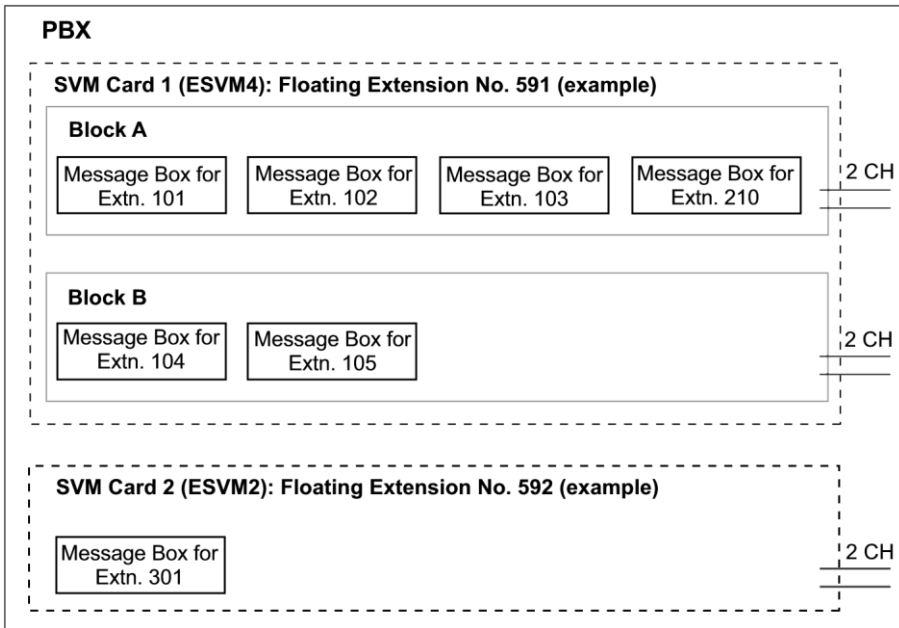 PBX
SVM Card 1 (ESVM4): Floating Extension No. 591 (example)
Block A
Message Box for
Extn. 101
Message Box for
Extn. 102
Message Box for
Extn. 103
Message Box for
Extn. 210
2 CH
Block B
Message Box for
Extn. 104
Message Box for
Extn. 105
2 CH
SVM Card 2 (ESVM2): Floating Extension No. 592 (example)
Message Box for
Extn. 301
2 CH